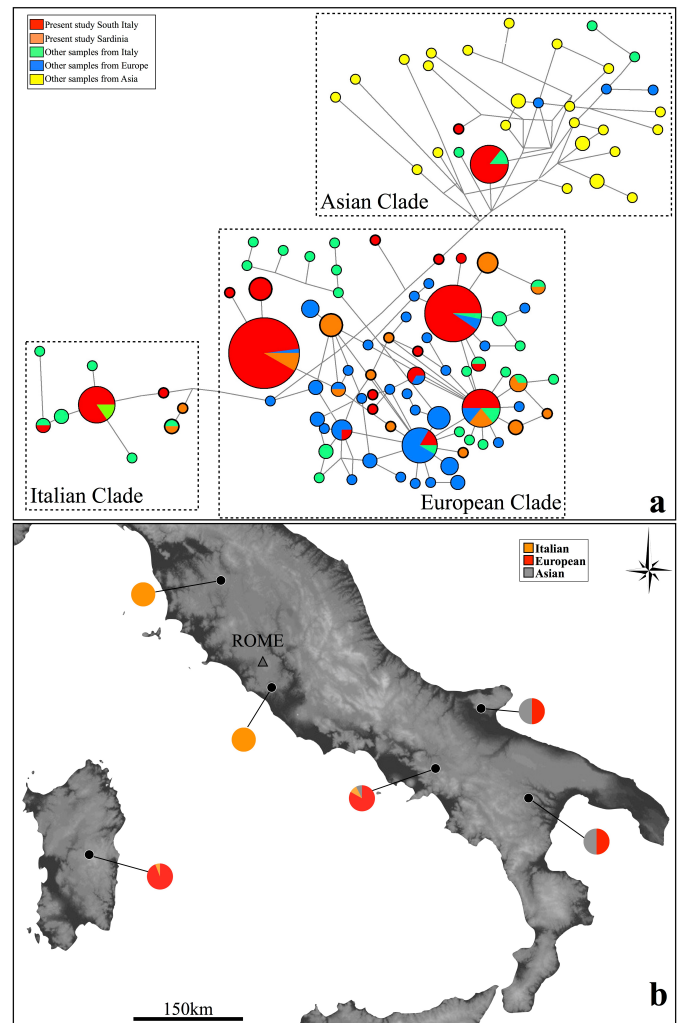 Present study South Italy
Present study Sardinia
Other samples from Italy
Other samples from Europe
Other samples from Asia
Asian Clade
Italian Clade
European Clade
a
Italian
European
Asian
ROME
150km
b